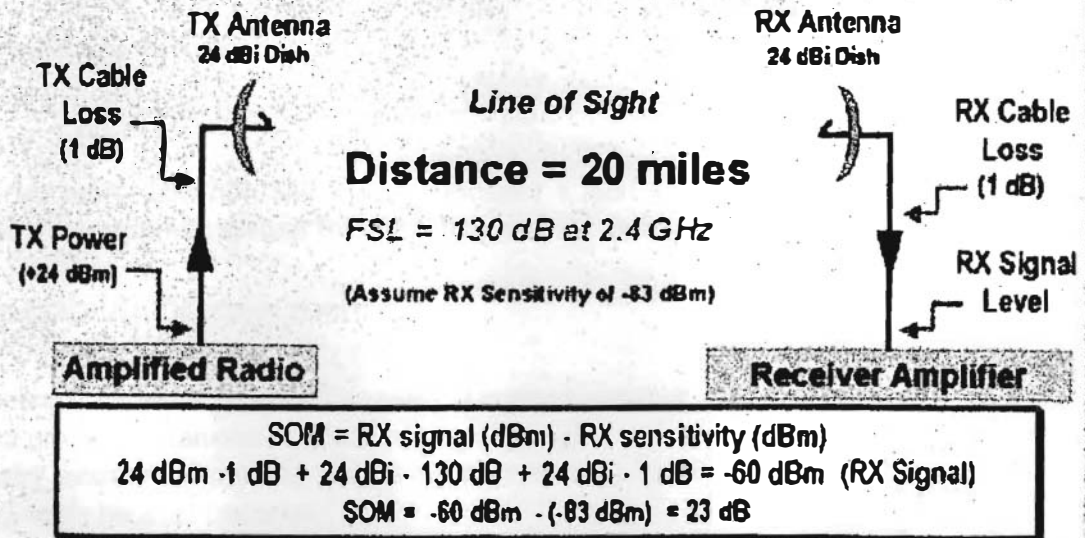 TX Antenna
24 dBi Dish
RX Antenna
24 dBi Dish
TX Cable
Loss
(1 dB)
Line of Sight
RX Cable
Loss
(1 dB)
Distance = 20 miles
FSL = 130 dB at 2.4 GHz
TX Power
(+24 dBm)
(Assume RX Sensitivity of -83 dBm)
RX Signal
Level
Amplified Radio
Receiver Amplifier
SOM = RX signal (dBm) - RX sensitivity (dBm)
24 dBm -1 dB + 24 dBi - 130 dB + 24 dBi - 1 dB = -60 dBm (RX Signal)
SOM = -60 dBm - (-83 dBm) = 23 dB